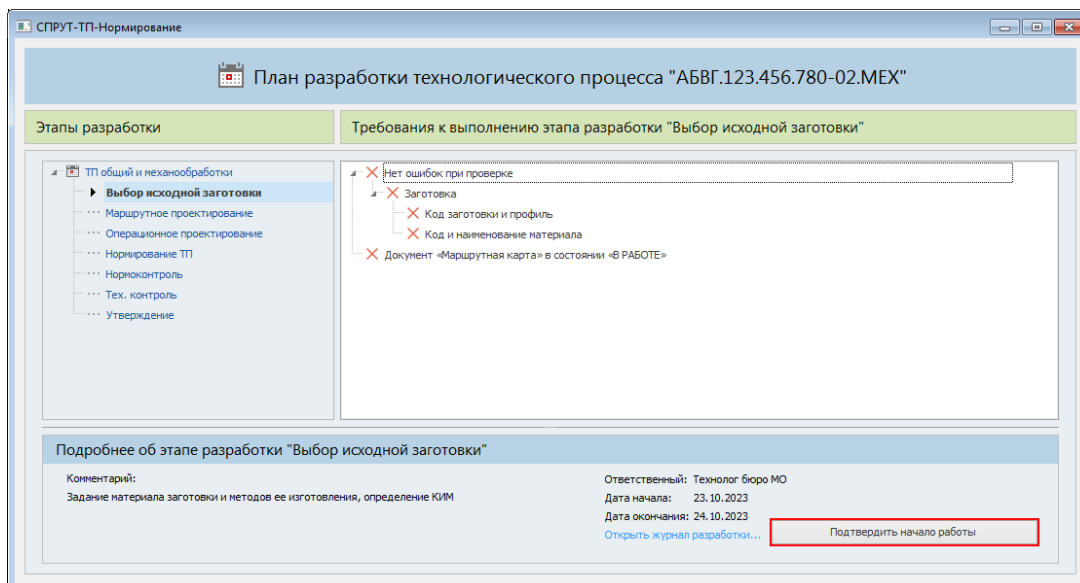 СПРУТ-ТП-Нормирование
План разработки технологического процесса "АБВГ.123.456.780-02.МЕХ"
Этапы разработки
Требования к выполнению этапа разработки "Выбор исходной заготовки"
ТП общий и механообработки
Выбор исходной заготовки
Маршрутное проектирование
Операционное проектирование
Нормирование ТП
Нормоконтроль
Тех. контроль
Утверждение
Нет ошибок при проверке
Заготовка
Код заготовки и профиль
Код и наименование материала
Документ «Маршрутная карта» в состоянии «В РАБОТЕ»
Подробнее об этапе разработки "Выбор исходной заготовки"
Комментарий:
Задание материала заготовки и методов ее изготовления, определение КИМ
Ответственный: Технолог бюро МО
Дата начала: 23.10.2023
Дата окончания: 24.10.2023
Открыть журнал разработки...
Подтвердить начало работы